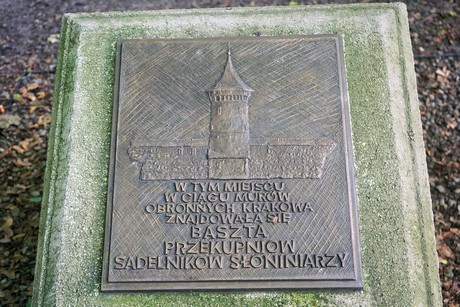 W TYM MIEJSCU
W CIĄGU MURÓW
OBRONNYCH KRAKOWA
ZNAJDOWAŁA SIĘ
BASZTA
PRZEKUPNIÓW
SADELNIKÓW SŁONINIARZY